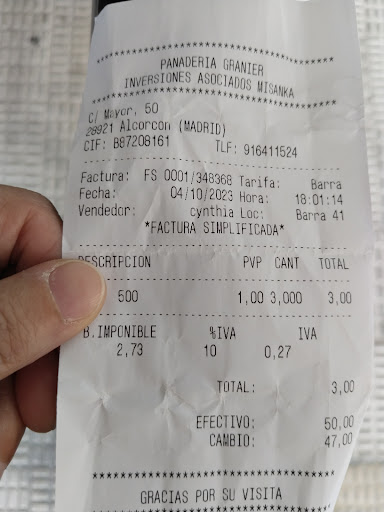 ****************************************
PANADERIA GRANIER
INVERSIONES ASOCIADOS MISANKA
****************************************
C/ Mayor, 50
28921 Alcorcon (MADRID)
CIF: B87208161 TLF: 916411524
Factura: FS 0001/348368 Tarifa: Barra
Fecha: 04/10/2023 Hora: 18:01:14
Vendedor: cynthia Loc: Barra 41
*FACTURA SIMPLIFICADA*
DESCRIPCION PVP CANT TOTAL
500 1,00 3,000 3,00
B.IMPONIBLE %IVA IVA
2,73 10 0,27
TOTAL: 3,00
EFECTIVO: 50,00
CAMBIO: 47,00
****************************************
GRACIAS POR SU VISITA
****************************************